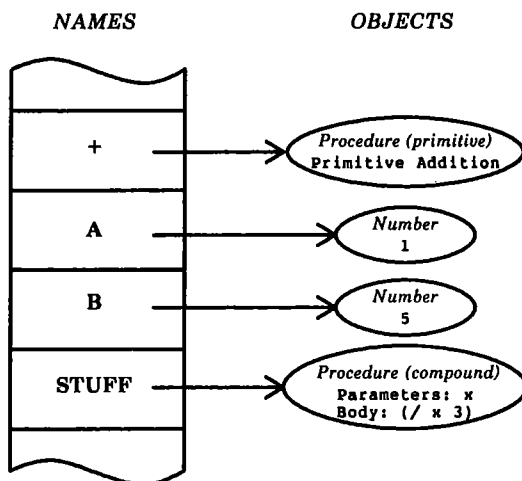 NAMES OBJECTS
+
Procedure (primitive)
Primitive Addition
A
Number
1
B
Number
5
STUFF
Procedure (compound)
Parameters: x
Body: (/ x 3)